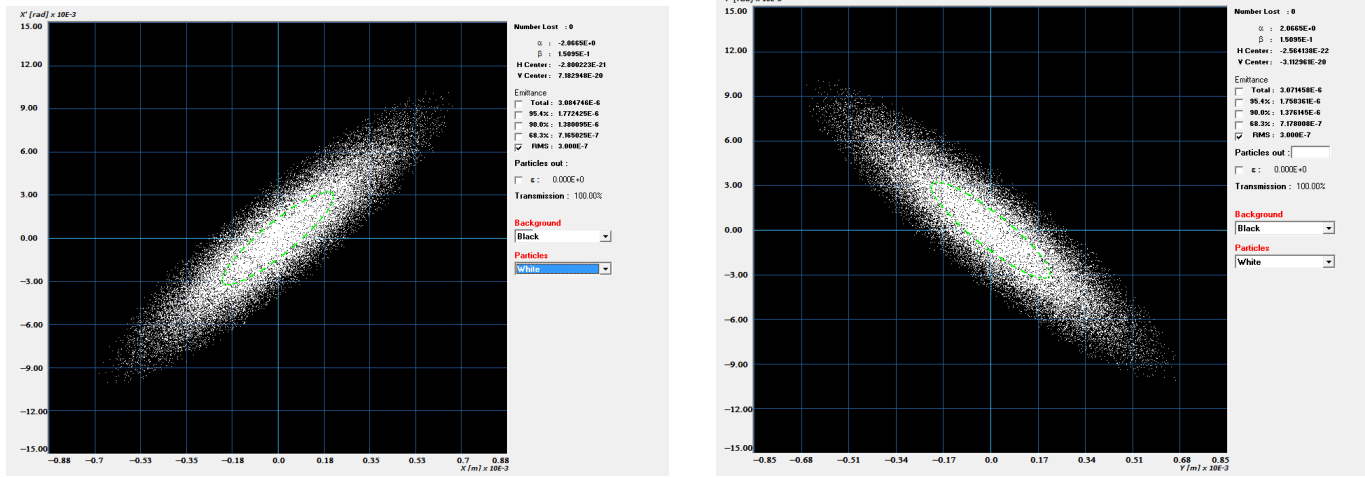 X' [rad] x 10E-3
15.00
12.00
9.00
6.00
3.00
0.00
−3.00
−6.00
−9.00
−12.00
−15.00
−0.88 −0.7 −0.53 −0.35 −0.18 0.0 0.18 0.35 0.53 0.7 0.88
X [m] x 10E-3
Number Lost : 0
α : -2.0665E+0
β : 1.5095E-1
H Center : -2.800223E-21
V Center : 7.182948E-20
Emittance
Total : 3.084746E-6
95.4% : 1.772425E-6
90.0% : 1.380095E-6
68.3% : 7.165025E-7
RMS : 3.000E-7
Particles out :
ε : 0.000E+0
Transmission : 100.00%
Background
Black
Particles
White
15.00
12.00
9.00
6.00
3.00
0.00
−3.00
−6.00
−9.00
−12.00
−15.00
−0.85 −0.68 −0.51 −0.34 −0.17 0.0 0.17 0.34 0.51 0.68 0.85
Y [m] x 10E-3
Number Lost : 0
α : 2.0665E+0
β : 1.5095E-1
H Center : -2.564138E-22
V Center : -3.112961E-20
Emittance
Total : 3.071450E-6
95.4% : 1.758361E-6
90.0% : 1.376145E-6
68.3% : 7.178008E-7
RMS : 3.000E-7
Particles out :
ε : 0.000E+0
Transmission : 100.00%
Background
Black
Particles
White